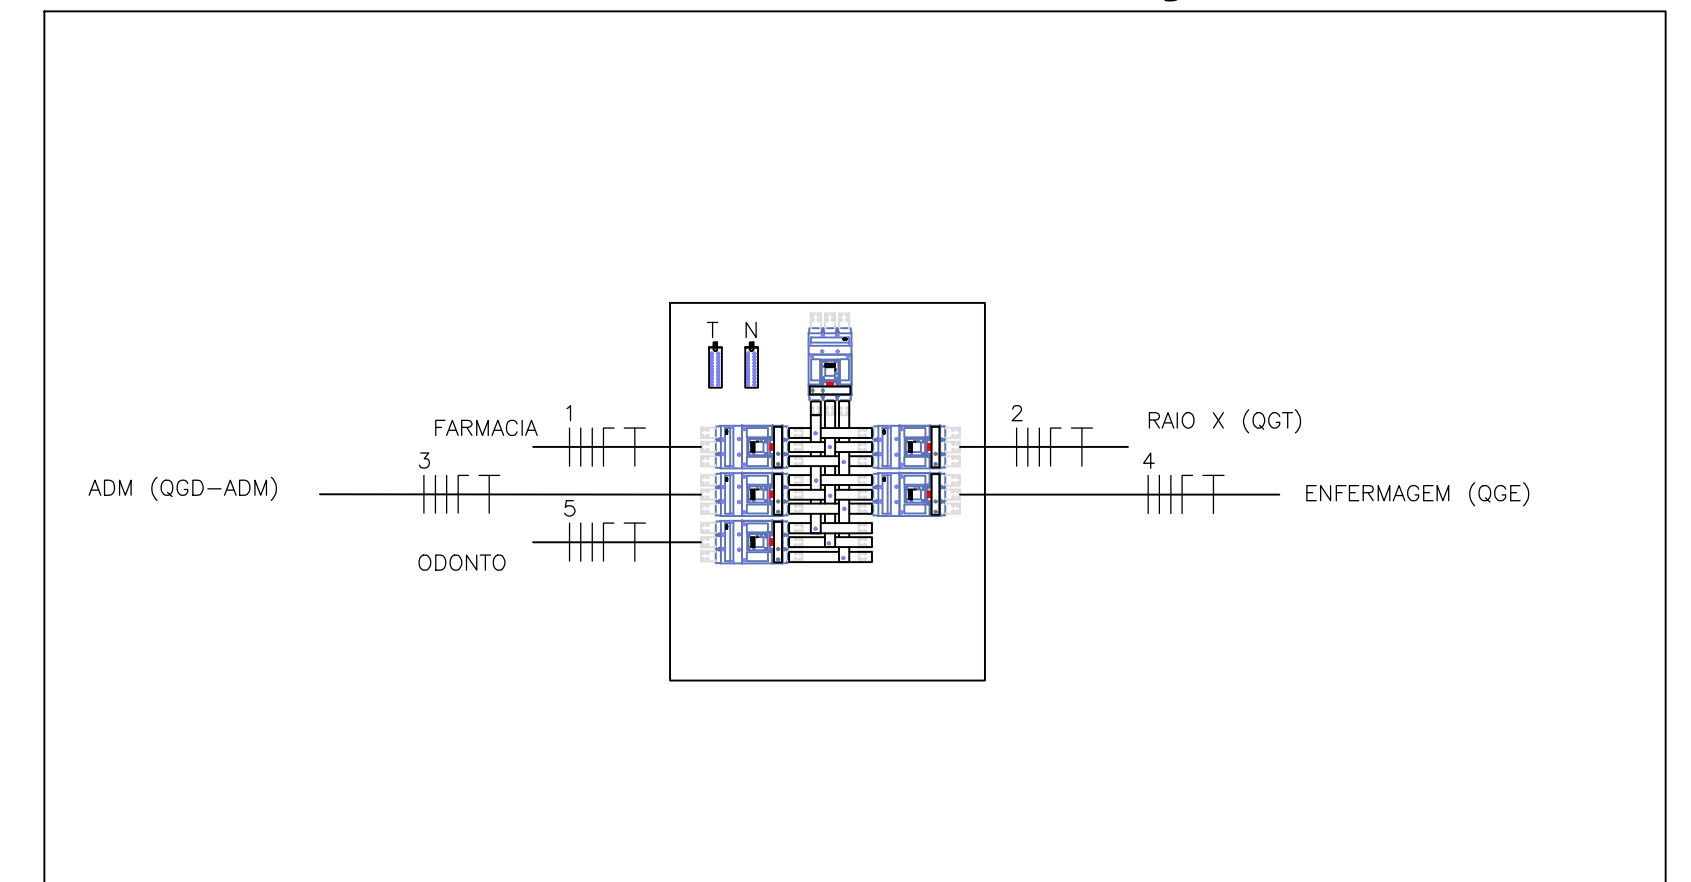 T N
1
FARMACIA
2
RAIO X (QGT)
3
ADM (QGD-ADM)
4
ENFERMAGEM (QGE)
5
ODONTO